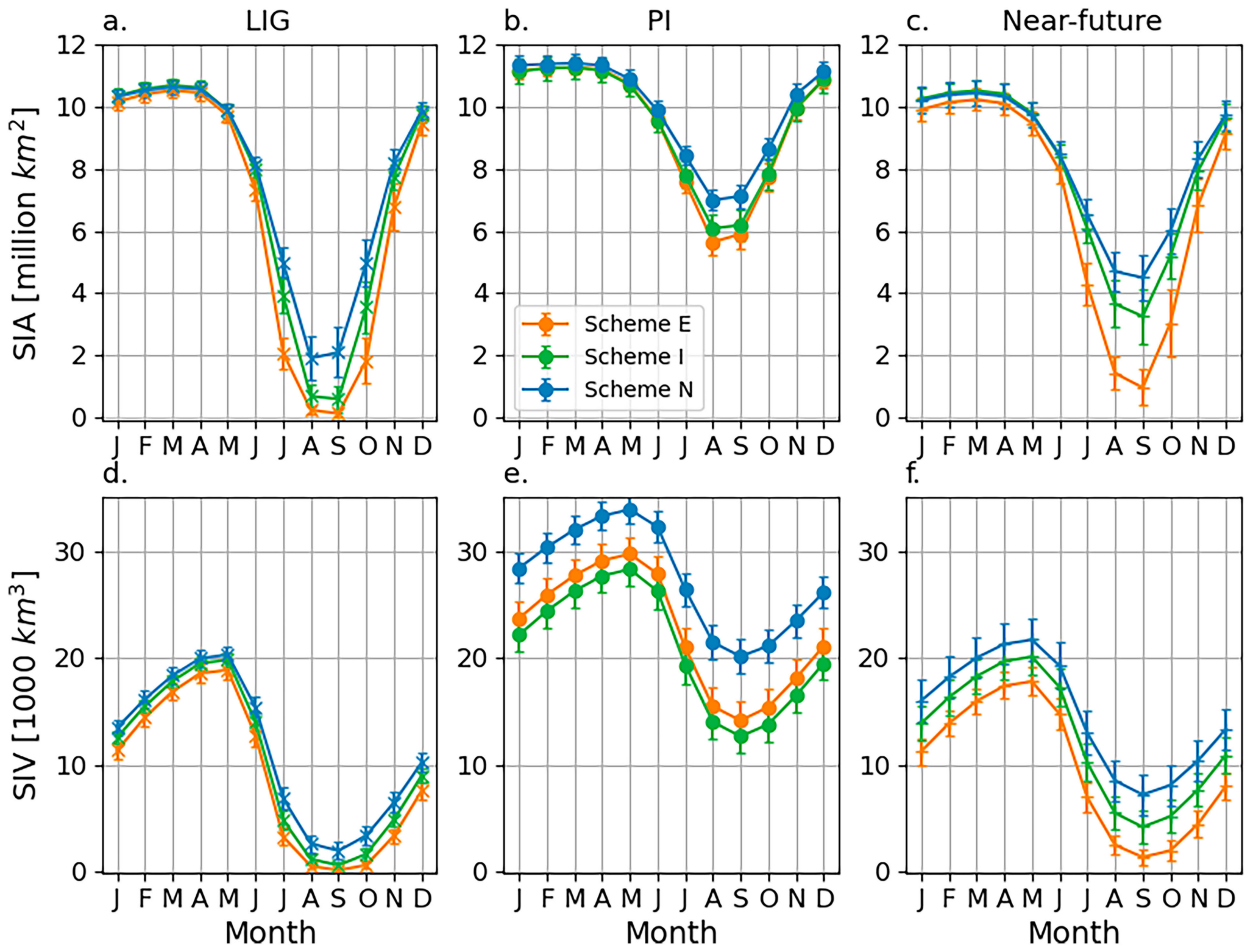 a. LIG b. PI c. Near-future
SIA [million km²]
12
10
8
6
4
2
0
J F M A M J J A S O N D
12
10
8
6
4
2
0
Scheme E
Scheme I
Scheme N
J F M A M J J A S O N D
12
10
8
6
4
2
0
J F M A M J J A S O N D
d. e. f.
SIV [1000 km³]
30
20
10
0
J F M A M J J A S O N D
Month
30
20
10
0
J F M A M J J A S O N D
Month
30
20
10
0
J F M A M J J A S O N D
Month